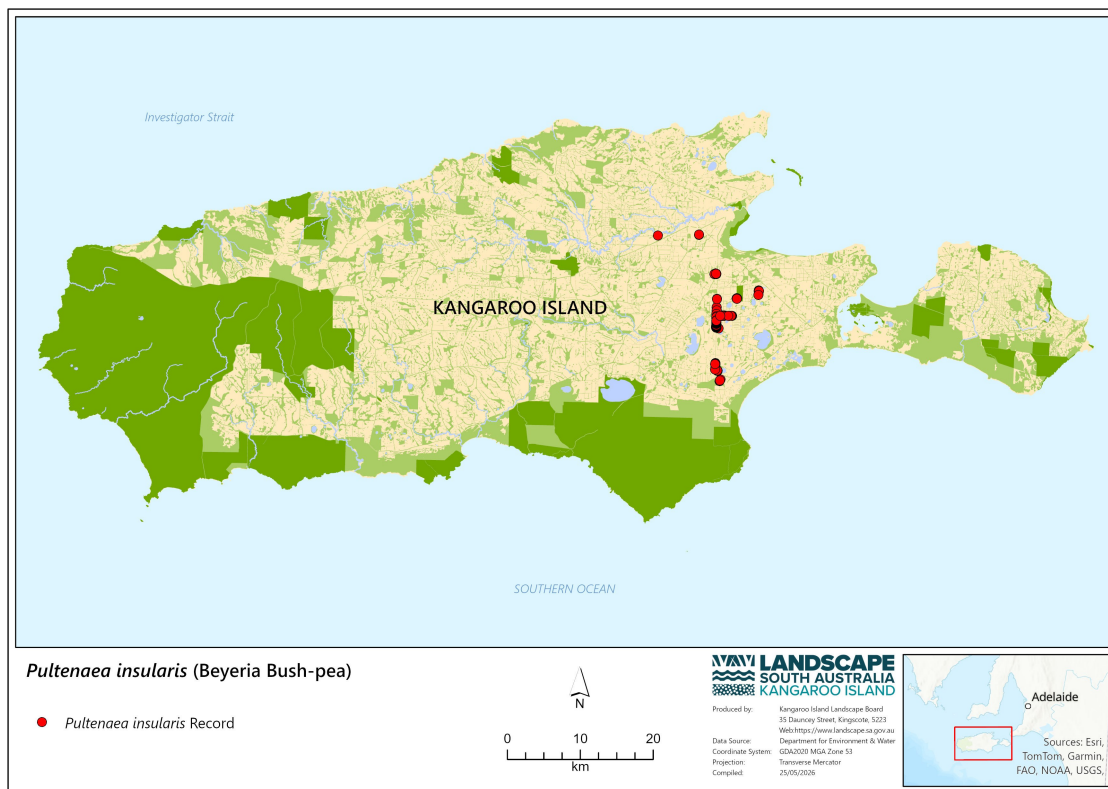 Investigator Strait
KANGAROO ISLAND
SOUTHERN OCEAN
Pultenaea insularis (Beyeria Bush-pea)
Pultenaea insularis Record
N
0 10 20
km
LANDSCAPE
SOUTH AUSTRALIA
KANGAROO ISLAND
Produced by: Kangaroo Island Landscape Board
35 Dauncey Street, Kingscote, 5223
Web:https://www.landscape.sa.gov.au
Data Source: Department for Environment & Water
Coordinate System: GDA2020 MGA Zone 53
Projection: Transverse Mercator
Compiled: 25/05/2026
Adelaide
Sources: Esri,
TomTom, Garmin,
FAO, NOAA, USGS,